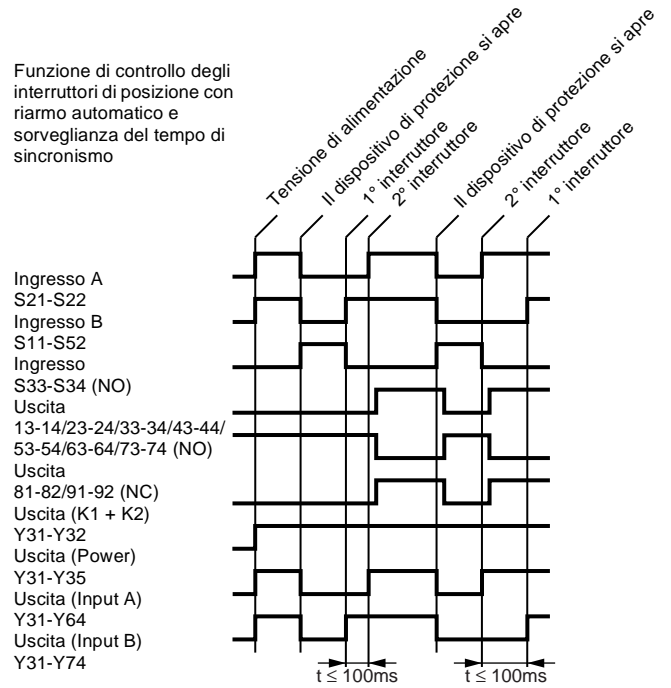 Funzione di controllo degli
interruttori di posizione con
riarmo automatico e
sorveglianza del tempo di
sincronismo
Tensione di alimentazione
Il dispositivo di protezione si apre
1° interruttore
2° interruttore
Il dispositivo di protezione si apre
2° interruttore
1° interruttore
Ingresso A
S21-S22
Ingresso B
S11-S52
Ingresso
S33-S34 (NO)
Uscita
13-14/23-24/33-34/43-44/
53-54/63-64/73-74 (NO)
Uscita
81-82/91-92 (NC)
Uscita (K1 + K2)
Y31-Y32
Uscita (Power)
Y31-Y35
Uscita (Input A)
Y31-Y64
Uscita (Input B)
Y31-Y74
t ≤ 100ms
t ≤ 100ms